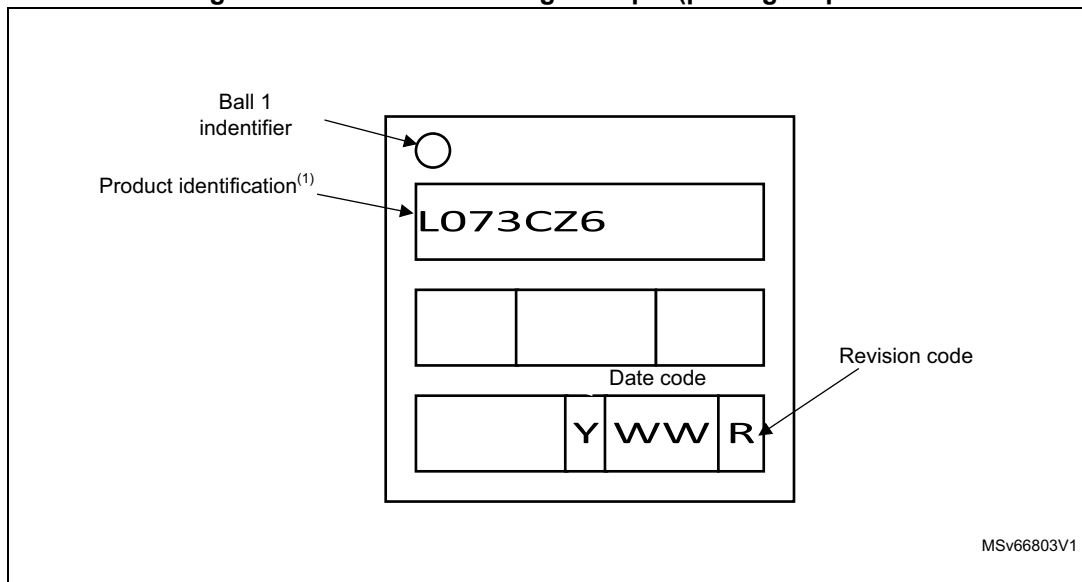 Ball 1
indentifier
Product identification(1)
L073CZ6
Revision code
Date code
Y WW R
MSv66803V1